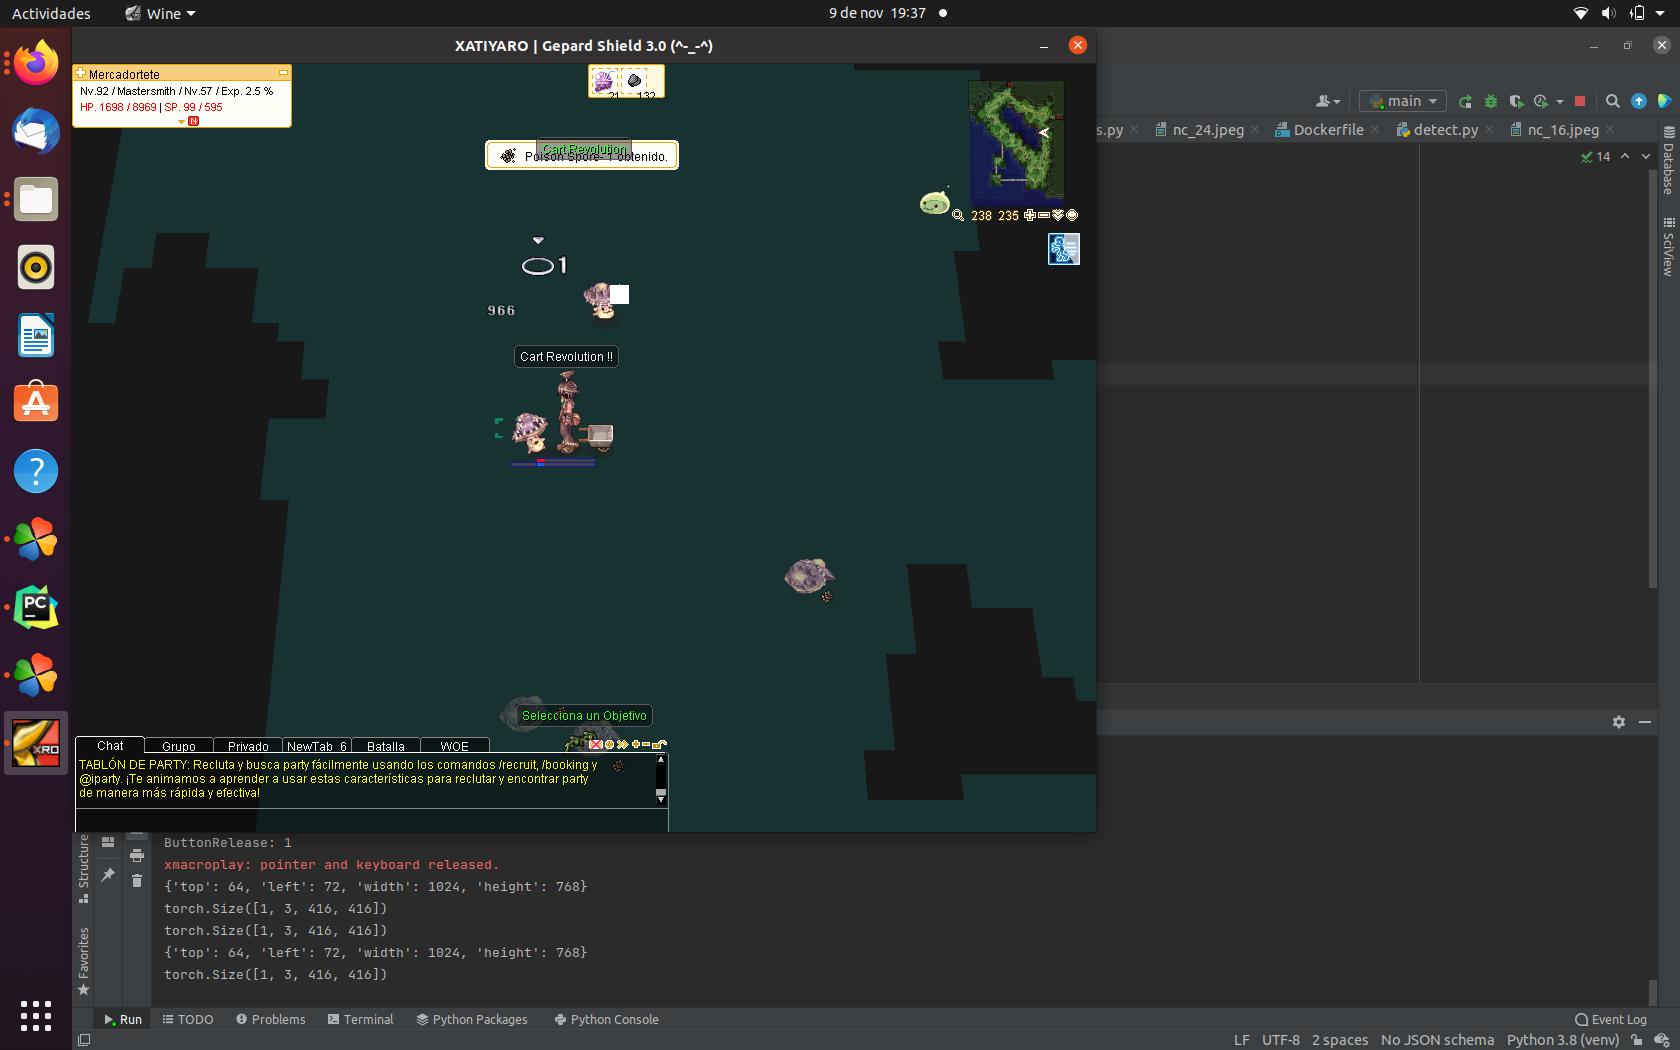 Actividades
Wine
9 de nov 19:37
XATIYARO | Gepard Shield 3.0 (^-_-^)
Mercadortete
Nv.92 / Mastersmith / Nv.57 / Exp. 2.5 %
HP. 1698 / 8969 | SP. 99 / 595
N
21
132
Cart Revolution
Poison Spore- 1 obtenido.
238 235
1
966
Cart Revolution !!
Selecciona un Objetivo
Chat
Grupo
Privado
NewTab_6
Batalla
WOE
TABLÓN DE PARTY: Recluta y busca party fácilmente usando los comandos /recruit, /booking y
@iparty. ¡Te animamos a aprender a usar estas características para reclutar y encontrar party
de manera más rápida y efectiva!
main
s.py
nc_24.jpeg
Dockerfile
detect.py
nc_16.jpeg
14
Database
SciView
PC
XRO
Structure
Favorites
ButtonRelease: 1
xmacroplay: pointer and keyboard released.
{'top': 64, 'left': 72, 'width': 1024, 'height': 768}
torch.Size([1, 3, 416, 416])
torch.Size([1, 3, 416, 416])
{'top': 64, 'left': 72, 'width': 1024, 'height': 768}
torch.Size([1, 3, 416, 416])
Run
TODO
Problems
Terminal
Python Packages
Python Console
Event Log
LF
UTF-8
2 spaces
No JSON schema
Python 3.8 (venv)